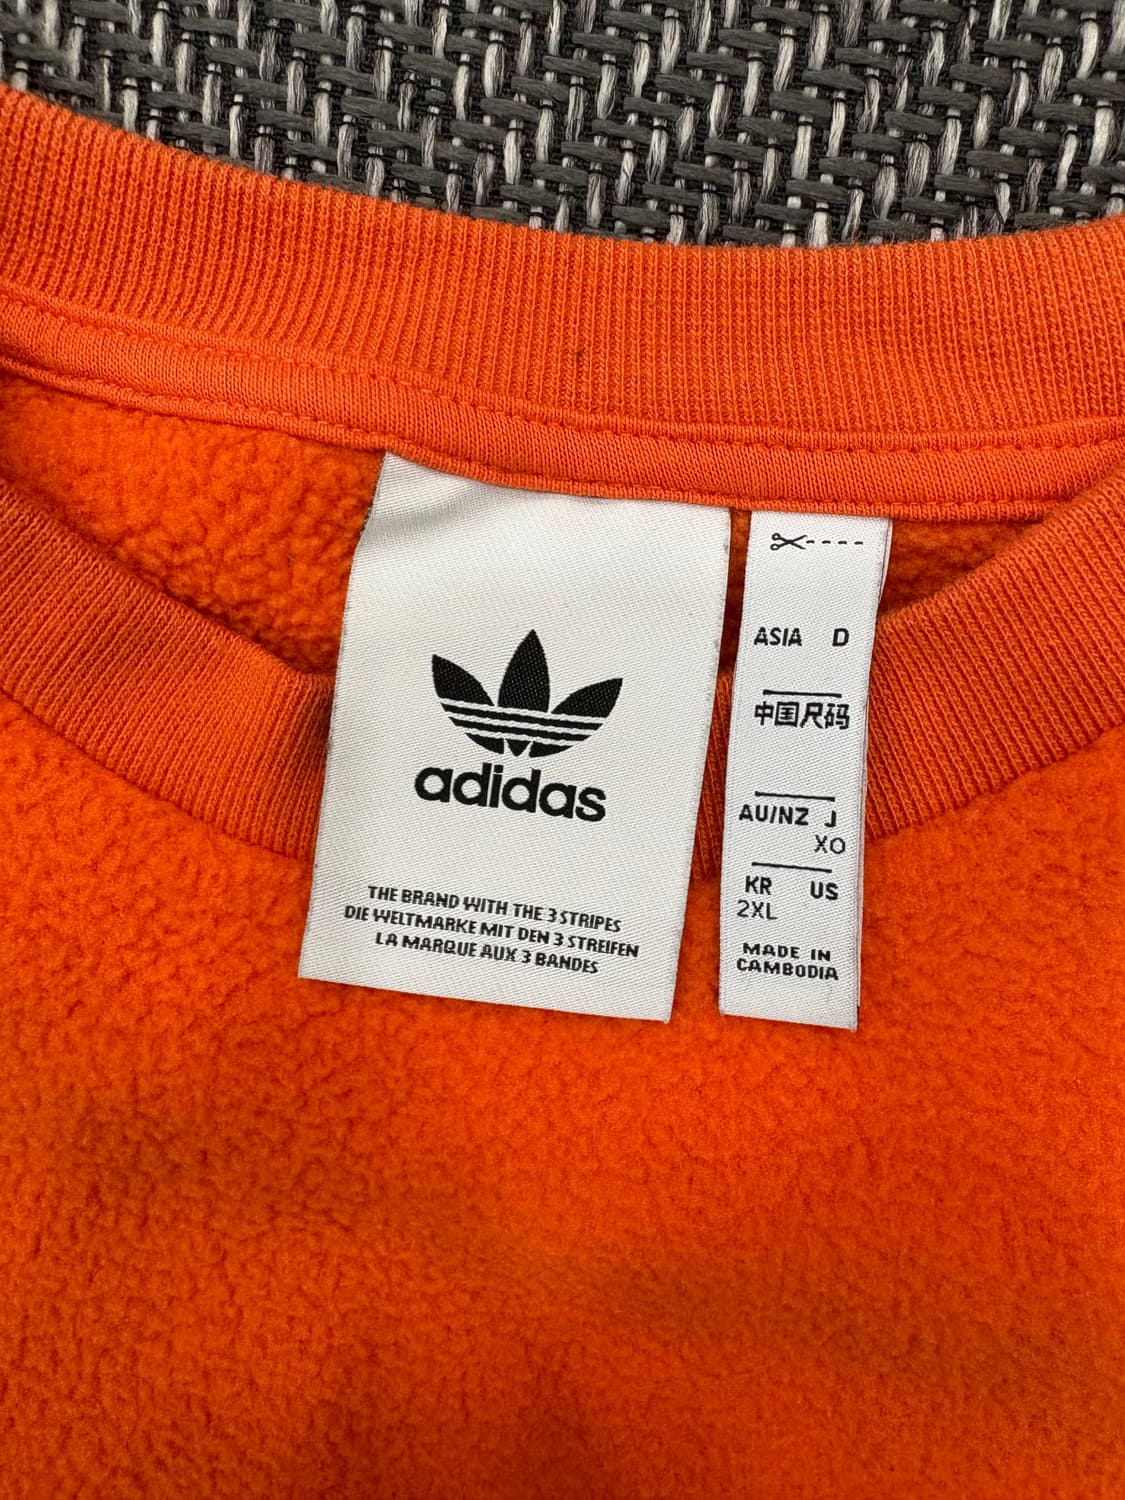 adidas
THE BRAND WITH THE 3 STRIPES
DIE WELTMARKE MIT DEN 3 STREIFEN
LA MARQUE AUX 3 BANDES
ASIA D
中国尺码
AU/NZ J
XO
KR US
2XL
MADE IN
CAMBODIA